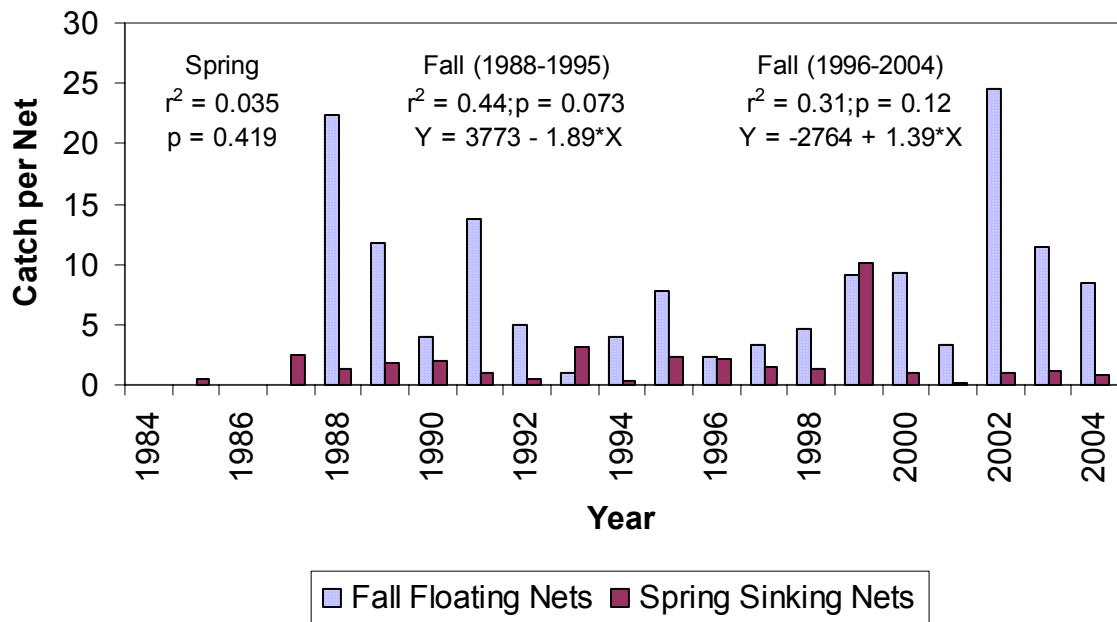 30
25
20
15
10
5
0
Catch per Net
Spring
r² = 0.035
p = 0.419
Fall (1988-1995)
r² = 0.44;p = 0.073
Y = 3773 - 1.89*X
Fall (1996-2004)
r² = 0.31;p = 0.12
Y = -2764 + 1.39*X
1984
1986
1988
1990
1992
1994
1996
1998
2000
2002
2004
Year
Fall Floating Nets
Spring Sinking Nets